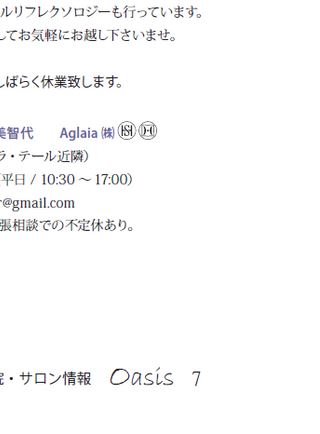 ルリフレクソロジーも行っています。
してお気軽にお越し下さいませ。
しばらく休業致します。
美智代　Aglaia ㈱
ラ・テール近隣）
平日 / 10:30 ～ 17:00）
@gmail.com
張相談での不定休あり。
・サロン情報　Oasis　7